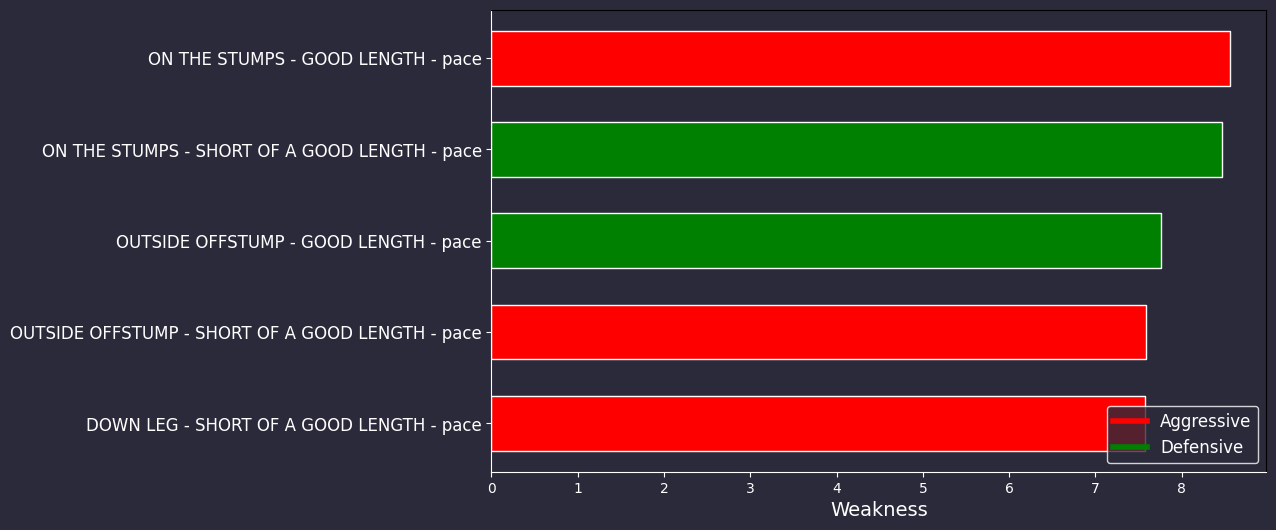 ON THE STUMPS - GOOD LENGTH - pace
ON THE STUMPS - SHORT OF A GOOD LENGTH - pace
OUTSIDE OFFSTUMP - GOOD LENGTH - pace
OUTSIDE OFFSTUMP - SHORT OF A GOOD LENGTH - pace
DOWN LEG - SHORT OF A GOOD LENGTH - pace
Aggressive
Defensive
0 1 2 3 4 5 6 7 8
Weakness